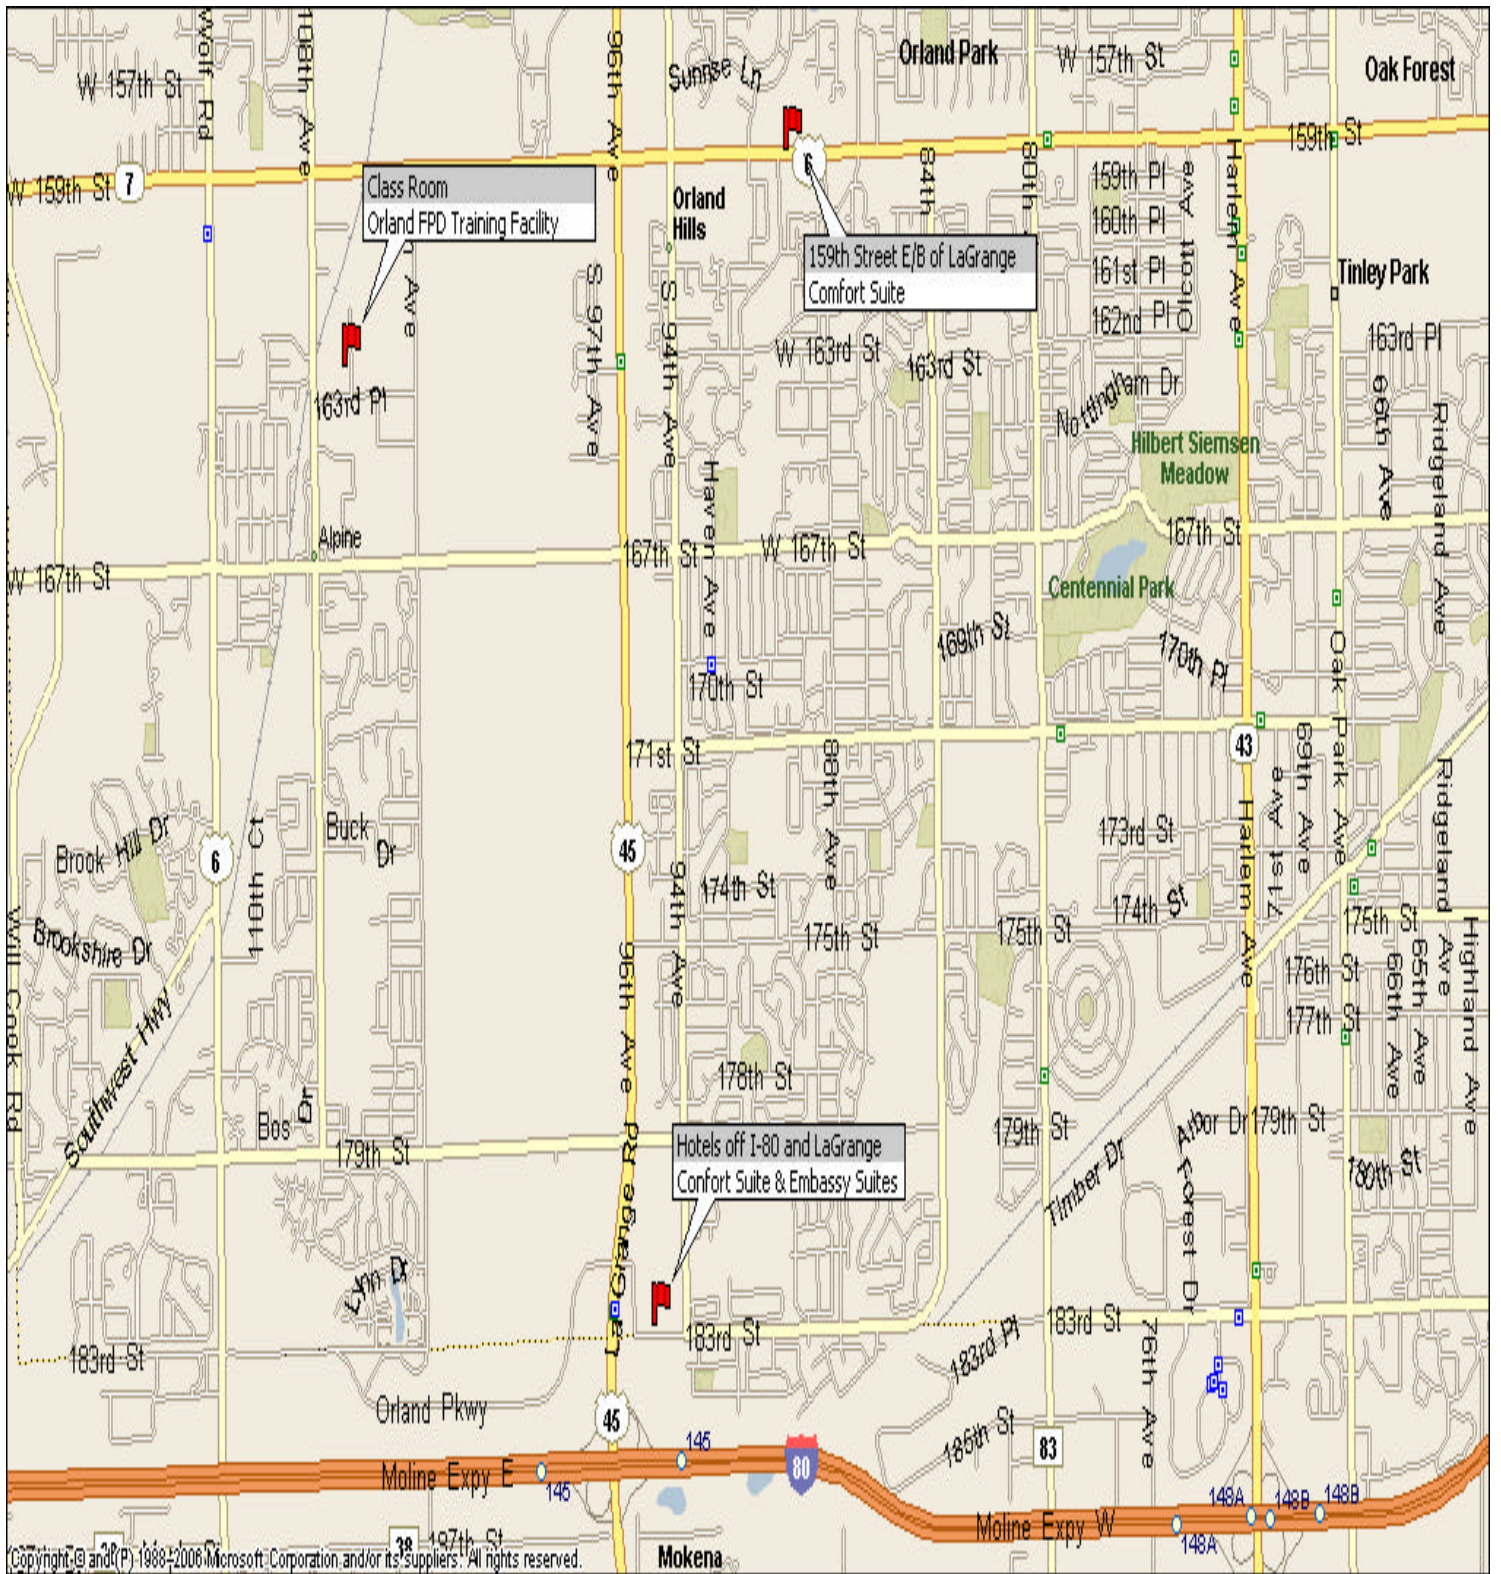 Wolf Rd
108th Ave
96th Ave
Sunrise Ln
Orland Park
W 157th St
Oak Forest
W 157th St
159th St
W 159th St
7
6
Class Room
Orland FPD Training Facility
Orland
Hills
84th
80th
Harlem Ave
159th Pl
160th Pl
161st Pl
162nd Pl
Olcott Ave
159th Street E/B of LaGrange
Comfort Suite
Tinley Park
Ave
S 97th Ave
S 94th Ave
W 163rd St
163rd St
163rd Pl
163rd Pl
Nottingham Dr
66th Ave
Ridgeland Ave
Hilbert Siemsen
Meadow
Haven Ave
Alpine
W 167th St
167th St
W 167th St
167th St
Centennial Park
169th St
170th Pl
170th St
Oak Park Ave
171st St
88th Ave
43
69th Ave
71st Ave
Ridgeland Ave
Brook Hill Dr
6
110th Ct
Buck Dr
45
94th Ave
173rd St
174th St
174th St
Harlem Ave
175th St
175th St
175th St
Brookshire Dr
Will Cook Rd
Southwest Hwy
96th Ave
176th St
177th St
66th Ave
65th Ave
Highland Ave
178th St
Bos Dr
179th St
179th St
Arbor Dr
179th St
Hotels off I-80 and LaGrange
Confort Suite & Embassy Suites
Timber Dr
Forest Dr
180th St
Lynn Dr
LaGrange Rd
183rd St
183rd St
183rd Pl
183rd St
76th Ave
Orland Pkwy
45
185th St
83
Moline Expy E
145
145
80
Moline Expy W
148A
148A
148B
148B
38
187th St
Mokena
Copyright © and (P) 1988-2006 Microsoft Corporation and/or its suppliers. All rights reserved.